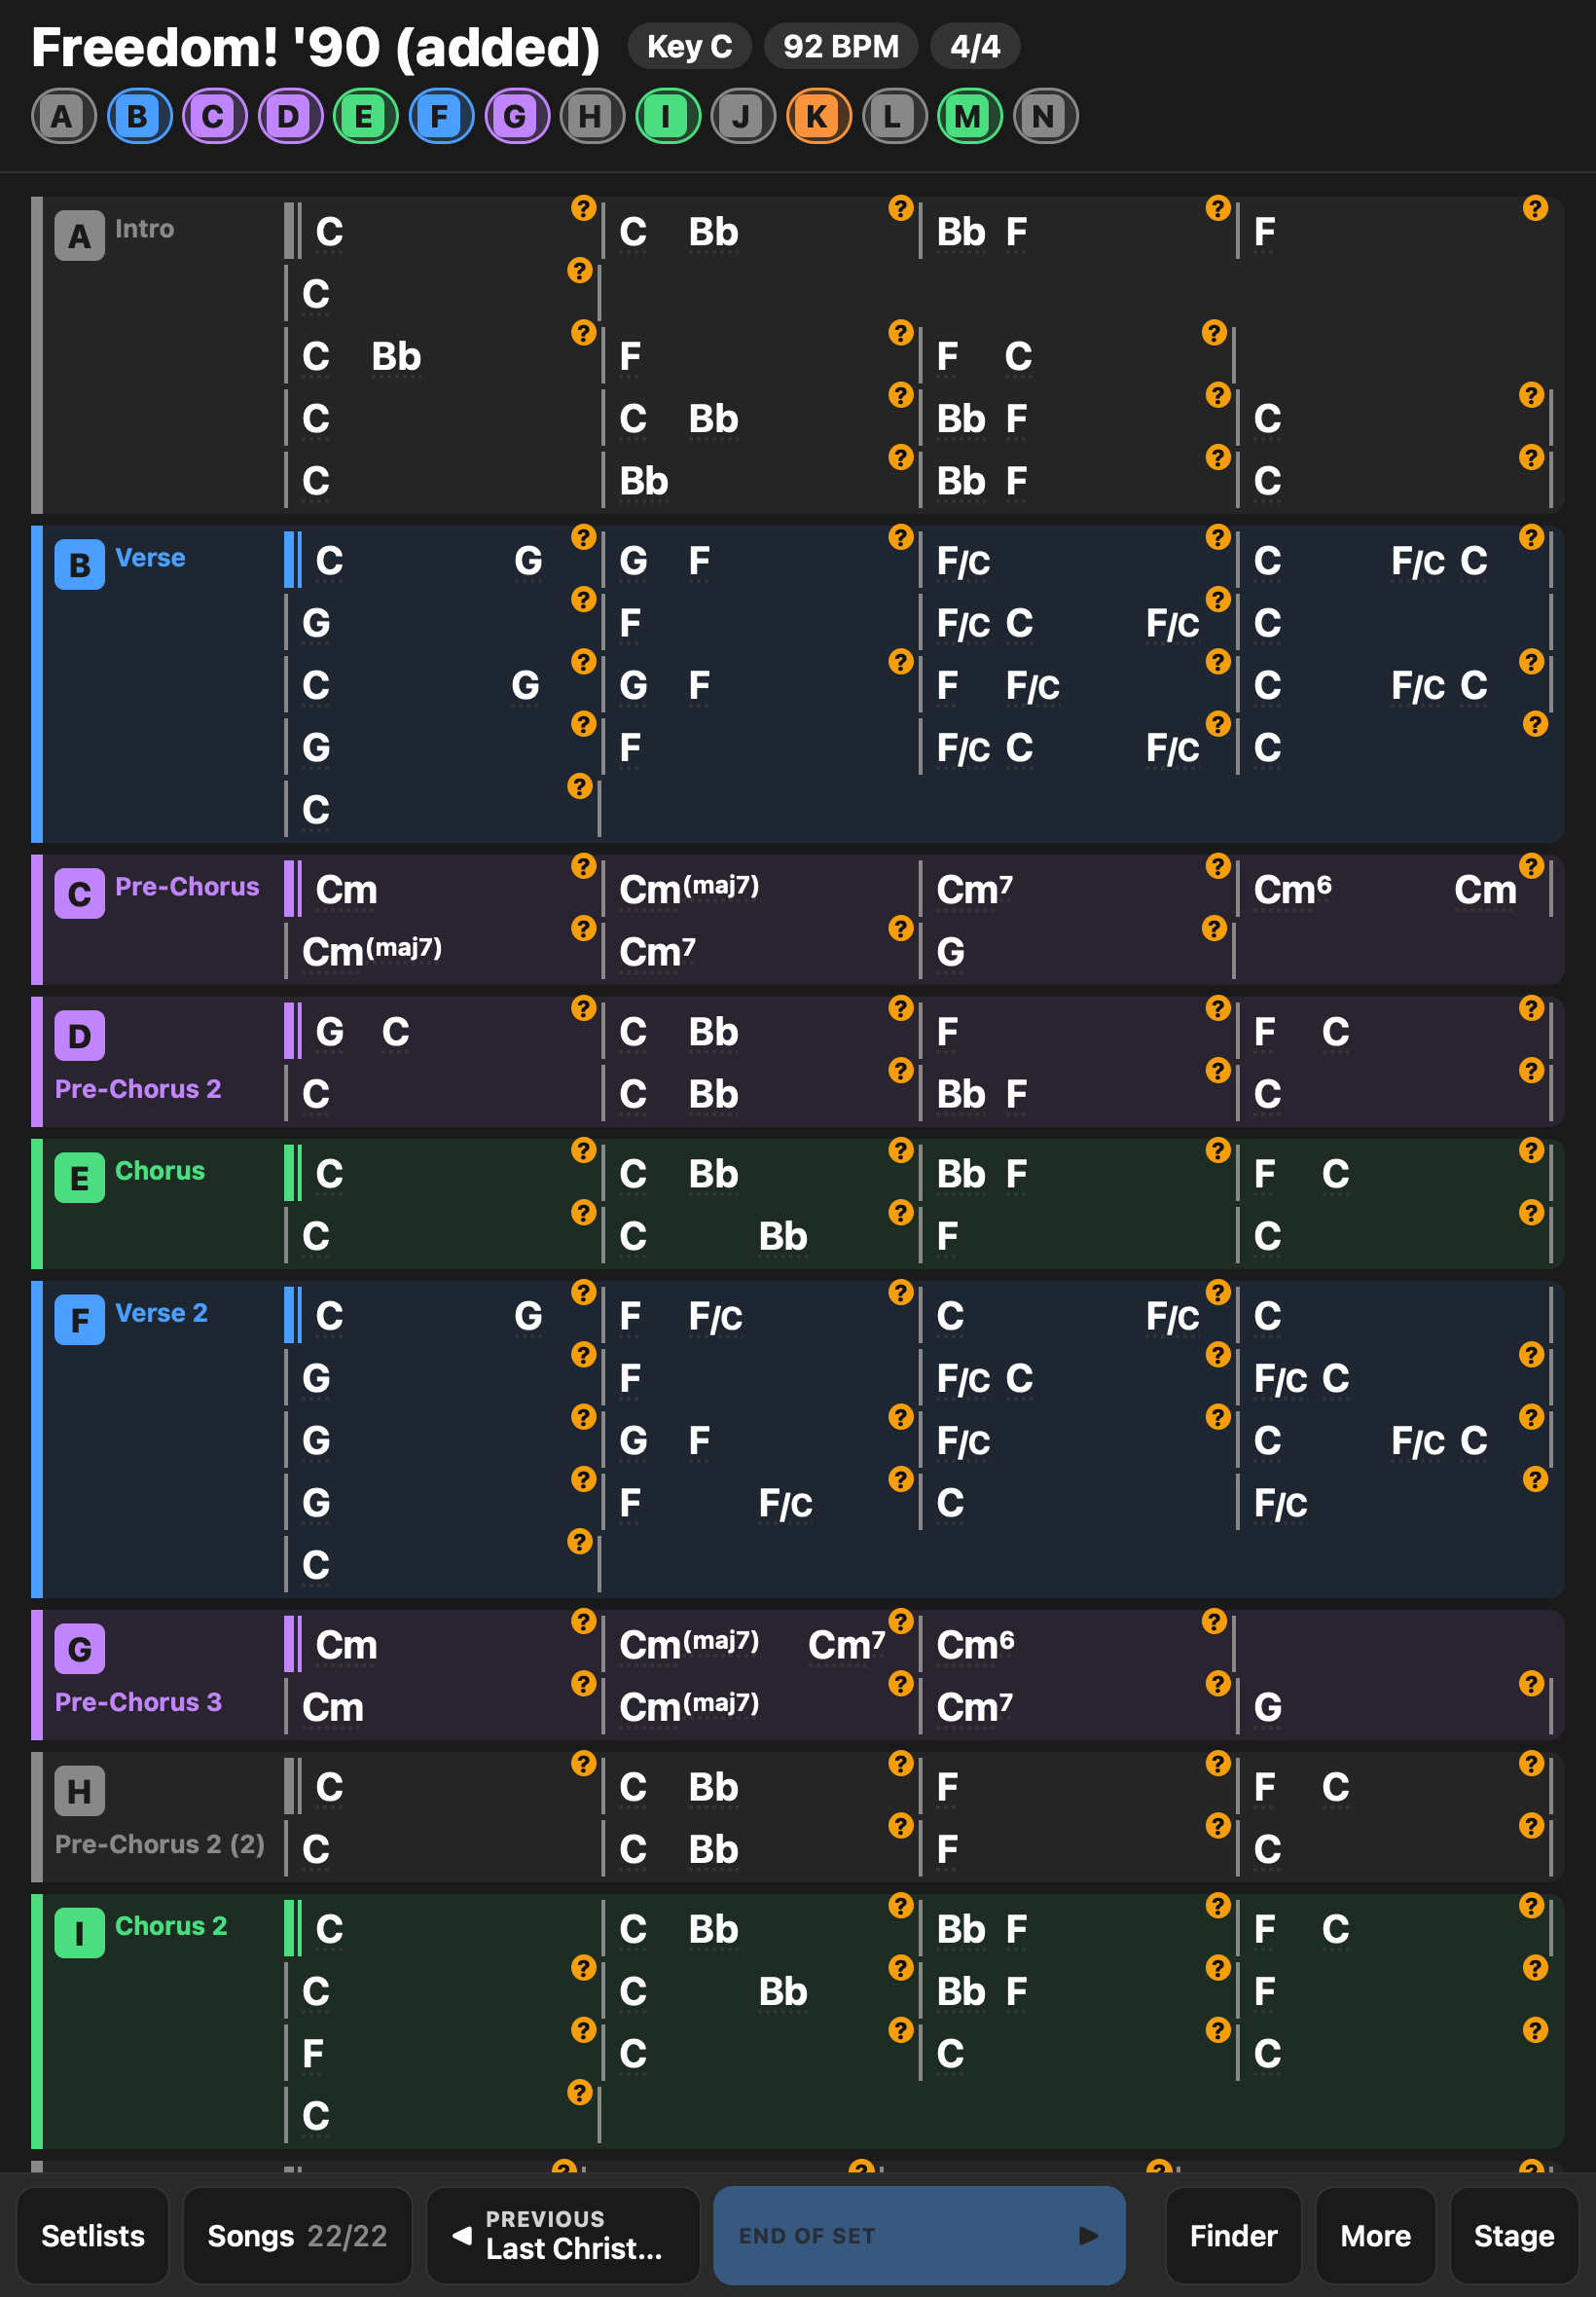 Freedom! '90 (added) Key C 92 BPM 4/4
A B C D E F G H I J K L M N
A Intro C ? C Bb ? Bb F ? F ?
C ?
C Bb ? F ? F C ?
C C Bb ? Bb F ? C ?
C Bb ? Bb F ? C ?
B Verse C G ? G F ? F/C ? C F/C C ?
G ? F F/C C F/C ? C
C G ? G F ? F F/C ? C F/C C ?
G ? F F/C C F/C ? C ?
C ?
C Pre-Chorus Cm ? Cm(maj7) Cm7 ? Cm6 Cm ?
Cm(maj7) ? Cm7 ? G ?
D G C ? C Bb ? F ? F C ?
Pre-Chorus 2 C C Bb ? Bb F ? C ?
E Chorus C ? C Bb ? Bb F ? F C ?
C ? C Bb ? F ? C ?
F Verse 2 C G ? F F/C ? C F/C ? C
G ? F F/C C ? F/C C ?
G ? G F ? F/C ? C F/C C ?
G ? F F/C ? C F/C ?
C ?
G Cm ? Cm(maj7) Cm7 ? Cm6 ?
Pre-Chorus 3 Cm ? Cm(maj7) ? Cm7 ? G ?
H C ? C Bb ? F ? F C ?
Pre-Chorus 2 (2) C C Bb ? F ? C ?
I Chorus 2 C C Bb ? Bb F ? F C ?
C ? C Bb ? Bb F ? F ?
F ? C ? C ? C ?
C ?
? ? ? ?
Setlists Songs 22/22 ◀ PREVIOUS Last Christ... END OF SET ▶ Finder More Stage